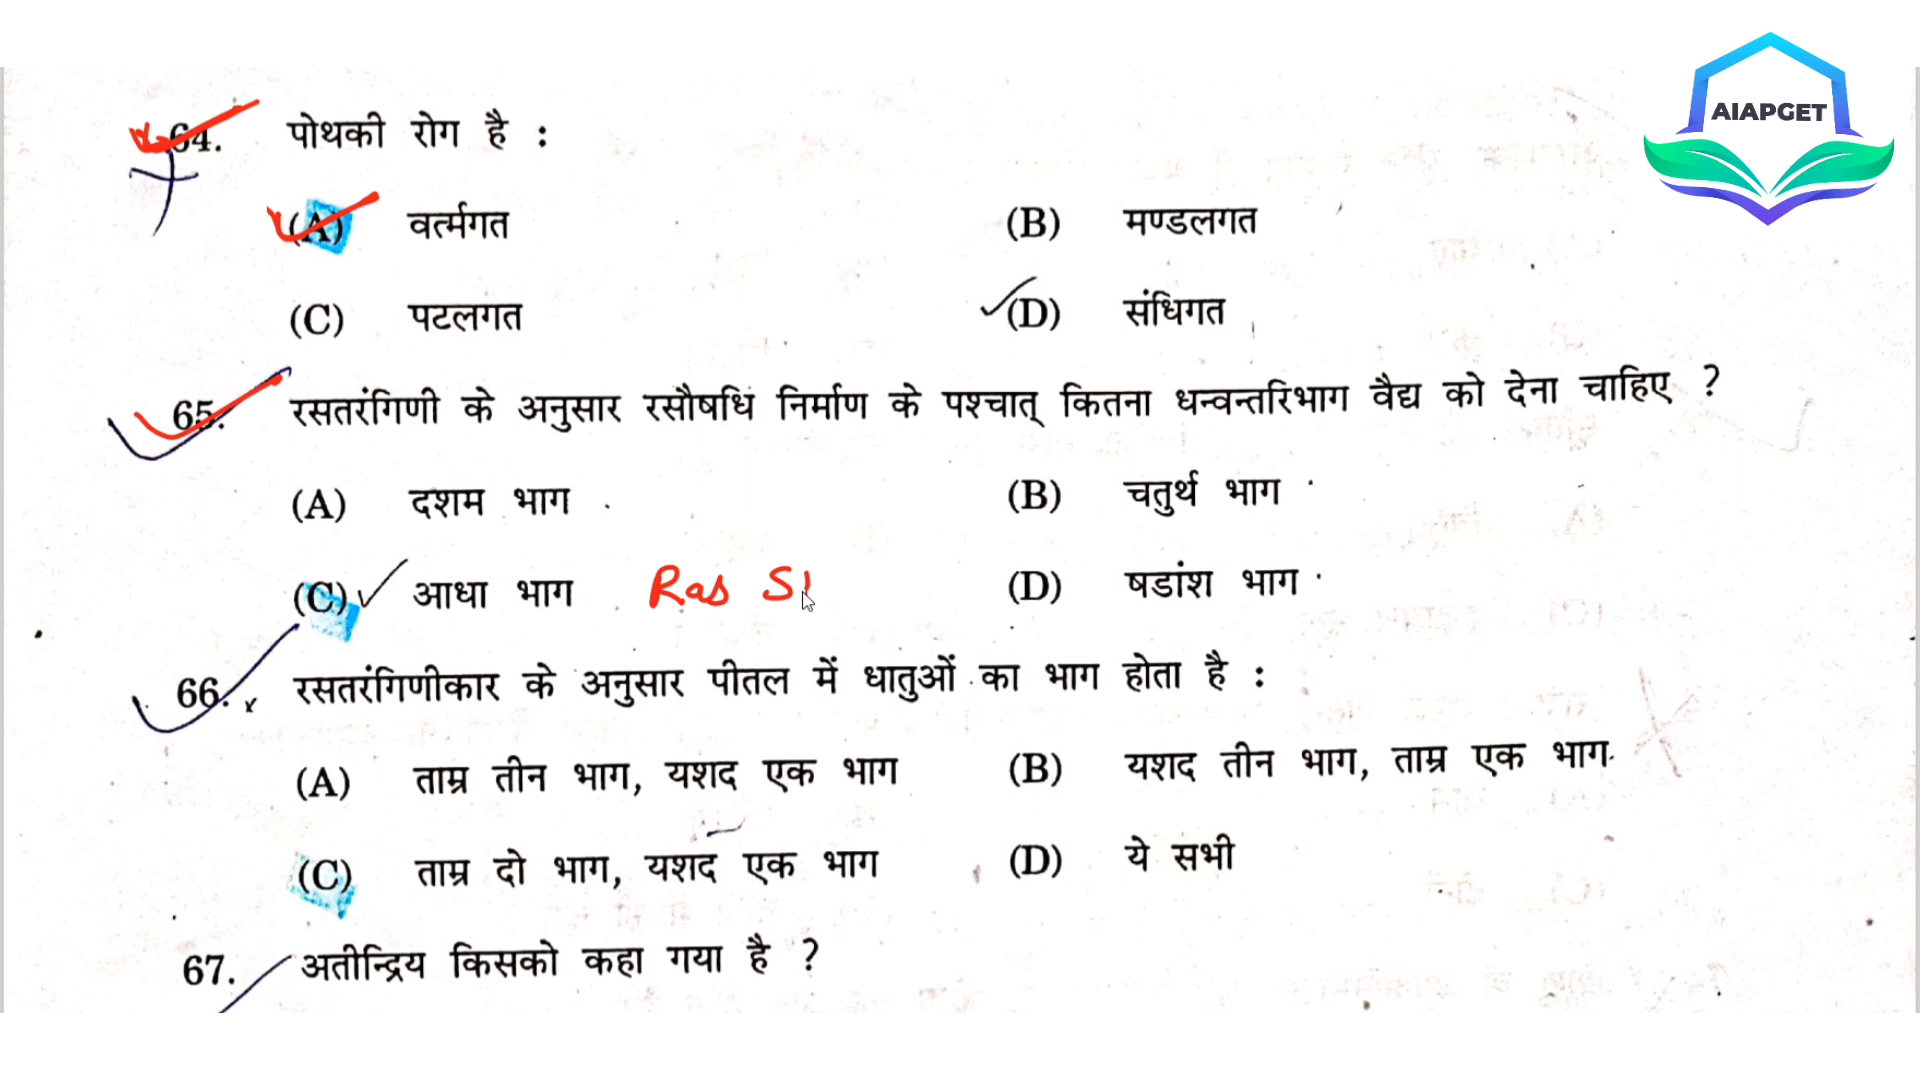 AIAPGET
64. पोथकी रोग है :
(A) वर्त्मगत (B) मण्डलगत
(C) पटलगत (D) संधिगत
65. रसतरंगिणी के अनुसार रसौषधि निर्माण के पश्चात् कितना धन्वन्तरिभाग वैद्य को देना चाहिए ?
(A) दशम भाग (B) चतुर्थ भाग
(C) आधा भाग Ras (D) षडांश भाग
66. रसतरंगिणीकार के अनुसार पीतल में धातुओं का भाग होता है :
(A) ताम्र तीन भाग, यशद एक भाग (B) यशद तीन भाग, ताम्र एक भाग
(C) ताम्र दो भाग, यशद एक भाग (D) ये सभी
67. अतीन्द्रिय किसको कहा गया है ?